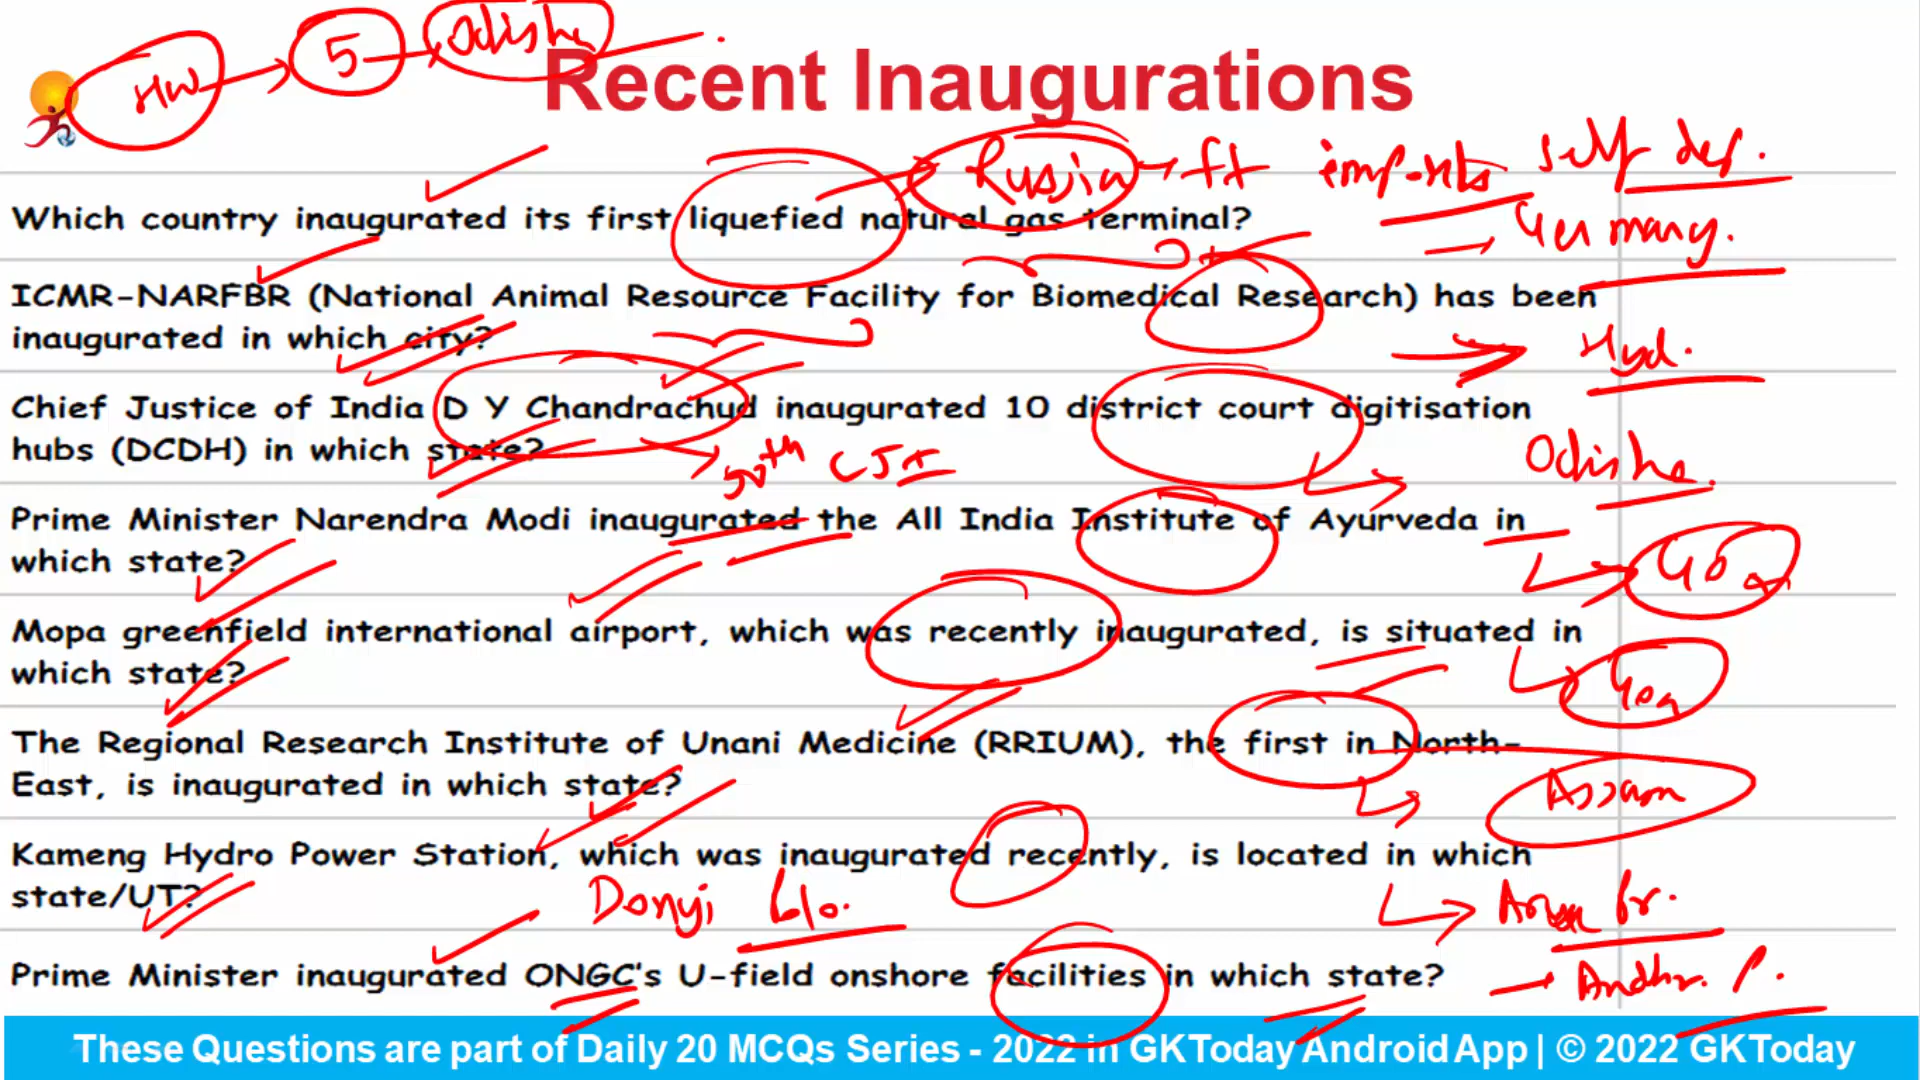 HW → 5 — Odisha
Recent Inaugurations
Russia → ft imports self dep.
Which country inaugurated its first liquefied natural gas terminal?
→ Germany.
ICMR-NARFBR (National Animal Resource Facility for Biomedical Research) has been
inaugurated in which city?
→ Hyd.
Chief Justice of India D Y Chandrachud inaugurated 10 district court digitisation
hubs (DCDH) in which state?
50th CJI
Odisha.
Prime Minister Narendra Modi inaugurated the All India Institute of Ayurveda in
which state?
Goa
Mopa greenfield international airport, which was recently inaugurated, is situated in
which state?
Goa
The Regional Research Institute of Unani Medicine (RRIUM), the first in North-
East, is inaugurated in which state?
Assam
Kameng Hydro Power Station, which was inaugurated recently, is located in which
state/UT?
Donyi Polo.
Pr.
Prime Minister inaugurated ONGC's U-field onshore facilities in which state?
→ Andhr. P.
These Questions are part of Daily 20 MCQs Series - 2022 in GKToday Android App | © 2022 GKToday